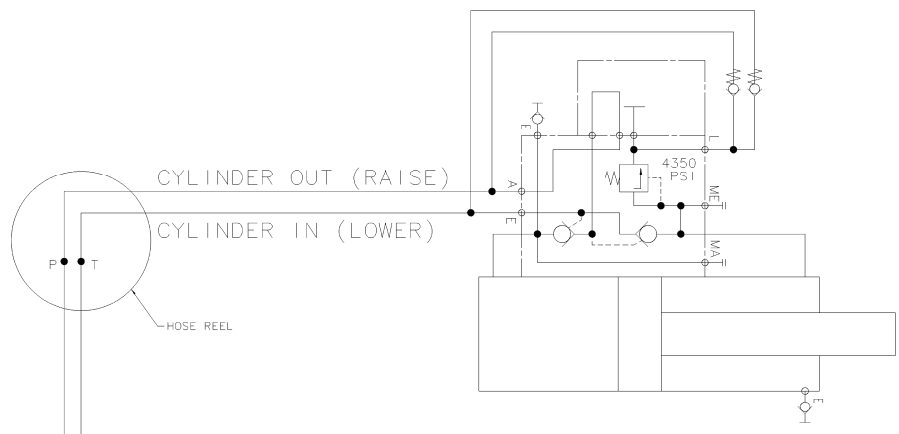 E
L
4350
PSI
CYLINDER OUT (RAISE)
A
ME
E
CYLINDER IN (LOWER)
MA
P
T
HOSE REEL
E